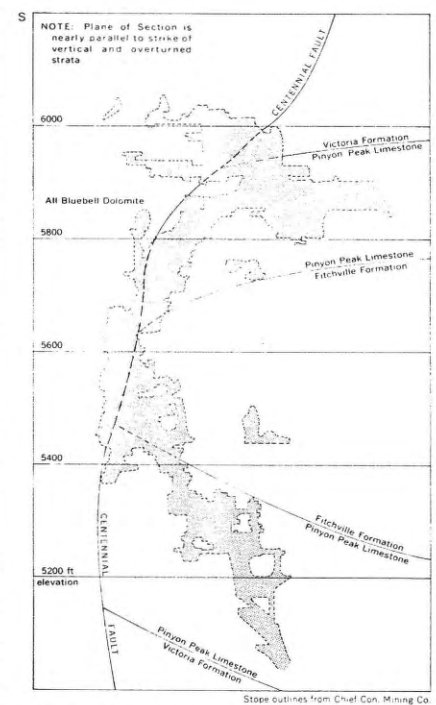 S
NOTE: Plane of Section is
nearly parallel to strike of
vertical and overturned
strata
CENTENNIAL FAULT
6000
Victoria Formation
Pinyon Peak Limestone
All Bluebell Dolomite
5800
Pinyon Peak Limestone
Fitchville Formation
5600
5400
CENTENNIAL
Fitchville Formation
Pinyon Peak Limestone
5200 ft
elevation
FAULT
Pinyon Peak Limestone
Victoria Formation
Stope outlines from Chief Con. Mining Co.